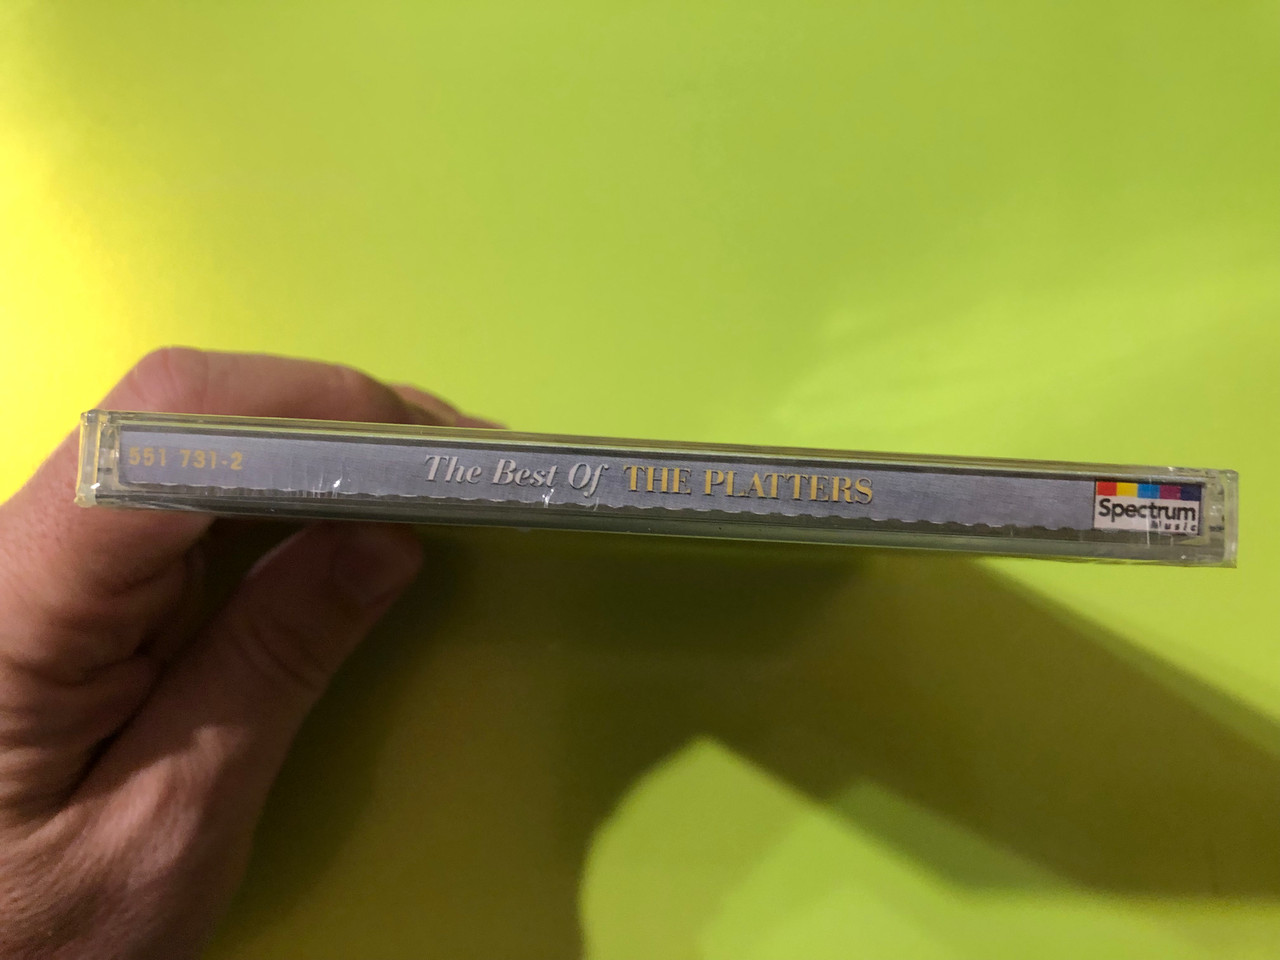 551 731-2
The Best Of THE PLATTERS
Spectrum
Music